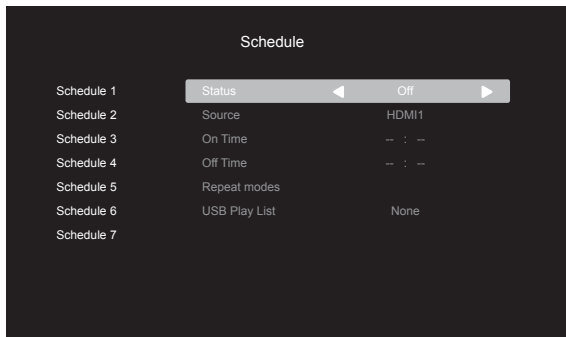 Schedule
Schedule 1 Status Off
Schedule 2 Source HDMI1
Schedule 3 On Time -- : --
Schedule 4 Off Time -- : --
Schedule 5 Repeat modes
Schedule 6 USB Play List None
Schedule 7